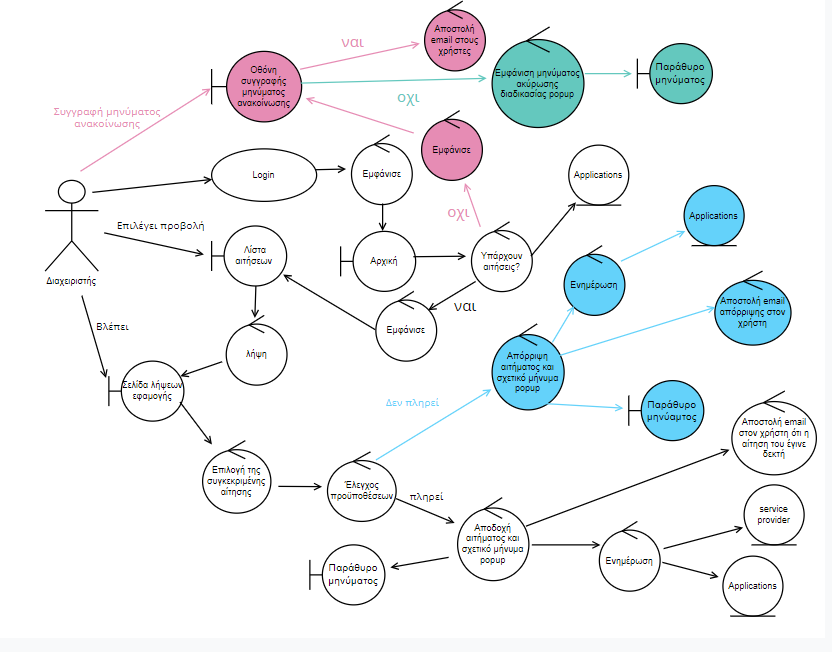 ναι
Αποστολή
email στους
χρήστες
Οθόνη
συγγραφής
μηνύματος
ανακοίνωσης
Εμφάνιση μηνύματος
ακύρωσης
διαδικασίας popup
Παράθυρο
μηνύματος
οχι
Συγγραφή μηνύματος
ανακοίνωσης
Εμφάνισε
Login
Εμφάνισε
Applications
οχι
Applications
Επιλέγει προβολή
Λίστα
αιτήσεων
Αρχική
Υπάρχουν
αιτήσεις?
Διαχειριστής
Ενημέρωση
ναι
Αποστολή email
απόρριψης στον
χρήστη
Βλέπει
Εμφάνισε
λήψη
Απόρριψη
αιτήματος και
σχετικό μήνυμα
popup
Σελίδα λήψεων
εφαμογής
Δεν πληρεί
Παράθυρο
μηνύαμτος
Αποστολή email
στον χρήστη ότι η
αίτηση του έγινε
δεκτή
Επιλογή της
συγκεκριμένης
αίτησης
Έλεγχος
προϋποθέσεων
πληρεί
service
provider
Αποδοχή
αιτήματος και
σχετικό μήνυμα
popup
Ενημέρωση
Παράθυρο
μηνύματος
Applications